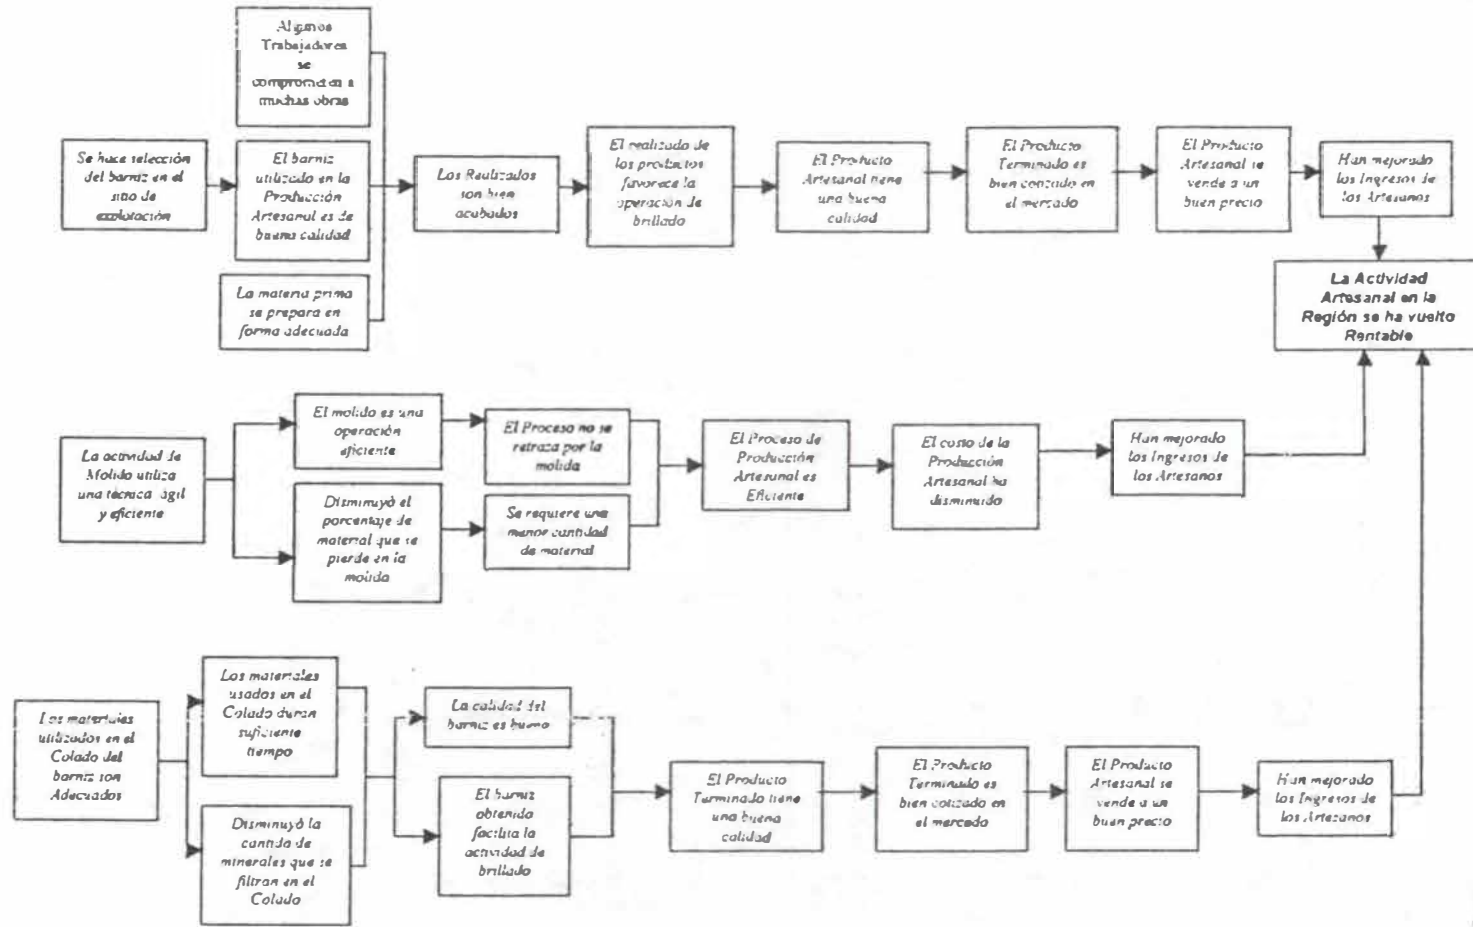 Algunos
Trabajadores
se
comprometen a
muchas obras
Se hace selección
del barniz en el
sitio de
explotación
El barniz
utilizado en la
Producción
Artesanal es de
buena calidad
La materia prima
se prepara en
forma adecuada
Los Realizados
son bien
acabados
El realizado de
los productos
favorece la
operación de
brillado
El Producto
Artesanal tiene
una buena
calidad
El Producto
Terminado es
bien cotizado en
el mercado
El Producto
Artesanal se
vende a un
buen precio
Han mejorado
los Ingresos de
los Artesanos
La Actividad
Artesanal en la
Región se ha vuelto
Rentable
La actividad de
Molido utiliza
una técnica ágil
y eficiente
El molido es una
operación
eficiente
Disminuyó el
porcentaje de
material que se
pierde en la
molida
El Proceso no se
retraza por la
molida
Se requiere una
menor cantidad
de material
El Proceso de
Producción
Artesanal es
Eficiente
El costo de la
Producción
Artesanal ha
disminuido
Han mejorado
los Ingresos de
los Artesanos
Los materiales
utilizados en el
Colado del
barniz son
Adecuados
Los materiales
usados en el
Colado duran
suficiente
tiempo
Disminuyó la
cantida de
minerales que se
filtran en el
Colado
La calidad del
barniz es bueno
El barniz
obtenido
facilita la
actividad de
brillado
El Producto
Terminado tiene
una buena
calidad
El Producto
Terminado es
bien cotizado en
el mercado
El Producto
Artesanal se
vende a un
buen precio
Han mejorado
los Ingresos de
los Artesanos